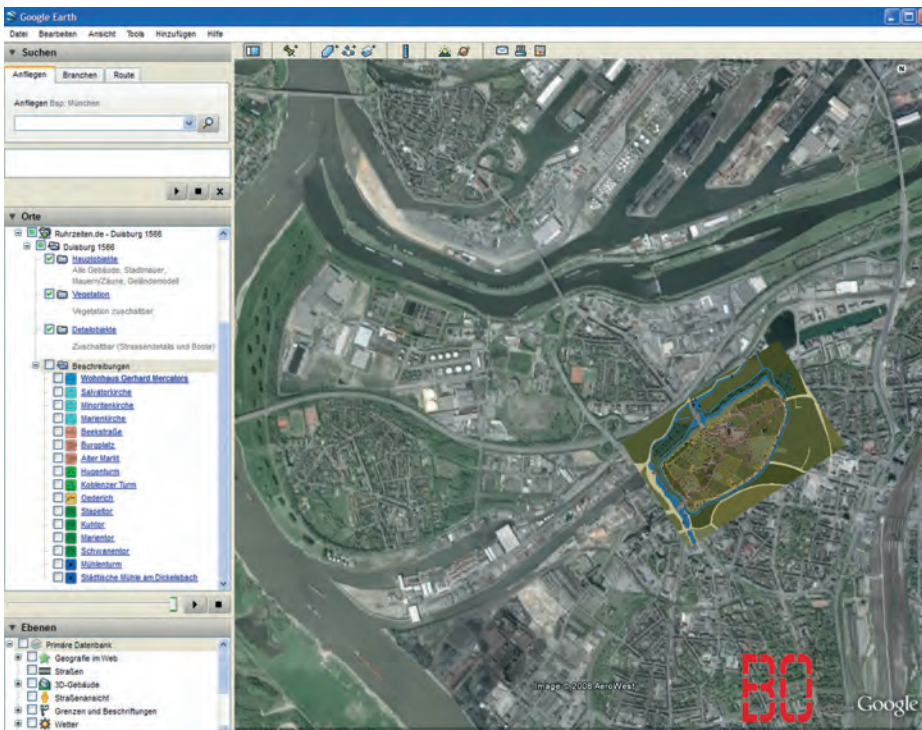 Google Earth
Datei Bearbeiten Ansicht Tools Hinzufügen Hilfe
Suchen
Anfliegen Branchen Route
Anfliegen Bsp: München
Orte
Ruhrzeiten.de - Duisburg 1566
Duisburg 1566
Hauptobjekte
Alle Gebäude, Stadtmauer,
Mauern/Zäune, Geländemodell
Vegetation
Vegetation zuschaltbar
Detailobjekte
Zuschaltbar (Strassendetails und Boote)
Beschreibungen
Wohnhaus Gerhard Mercators
Salvatorkirche
Minoritenkirche
Marienkirche
Beekstraße
Burgplatz
Alter Markt
Koblenzer Turm
Oederich
Stapeltor
Kuhtor
Marientor
Schwanentor
Mühlenturm
Städtische Mühle am Dickelsbach
Ebenen
Primäre Datenbank
Geografie im Web
Straßen
3D-Gebäude
Straßenansicht
Grenzen und Beschriftungen
Wetter
N
Image © 2008 AeroWest
BO
Google